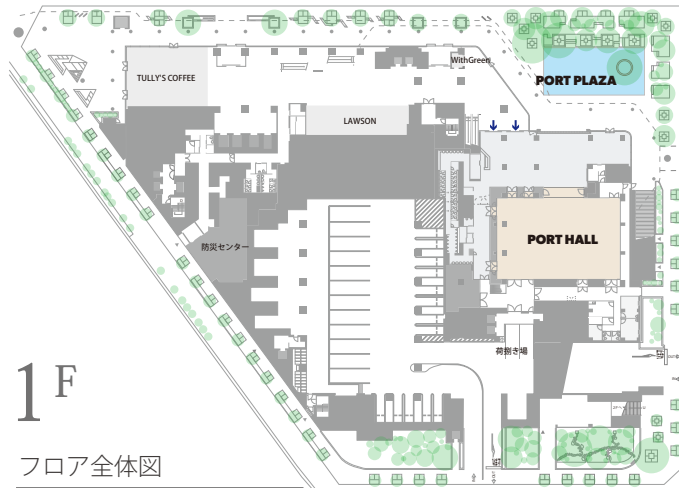 TULLY'S COFFEE
WithGreen
PORT PLAZA
LAWSON
防災センター
PORT HALL
荷捌き場
1F
フロア全体図